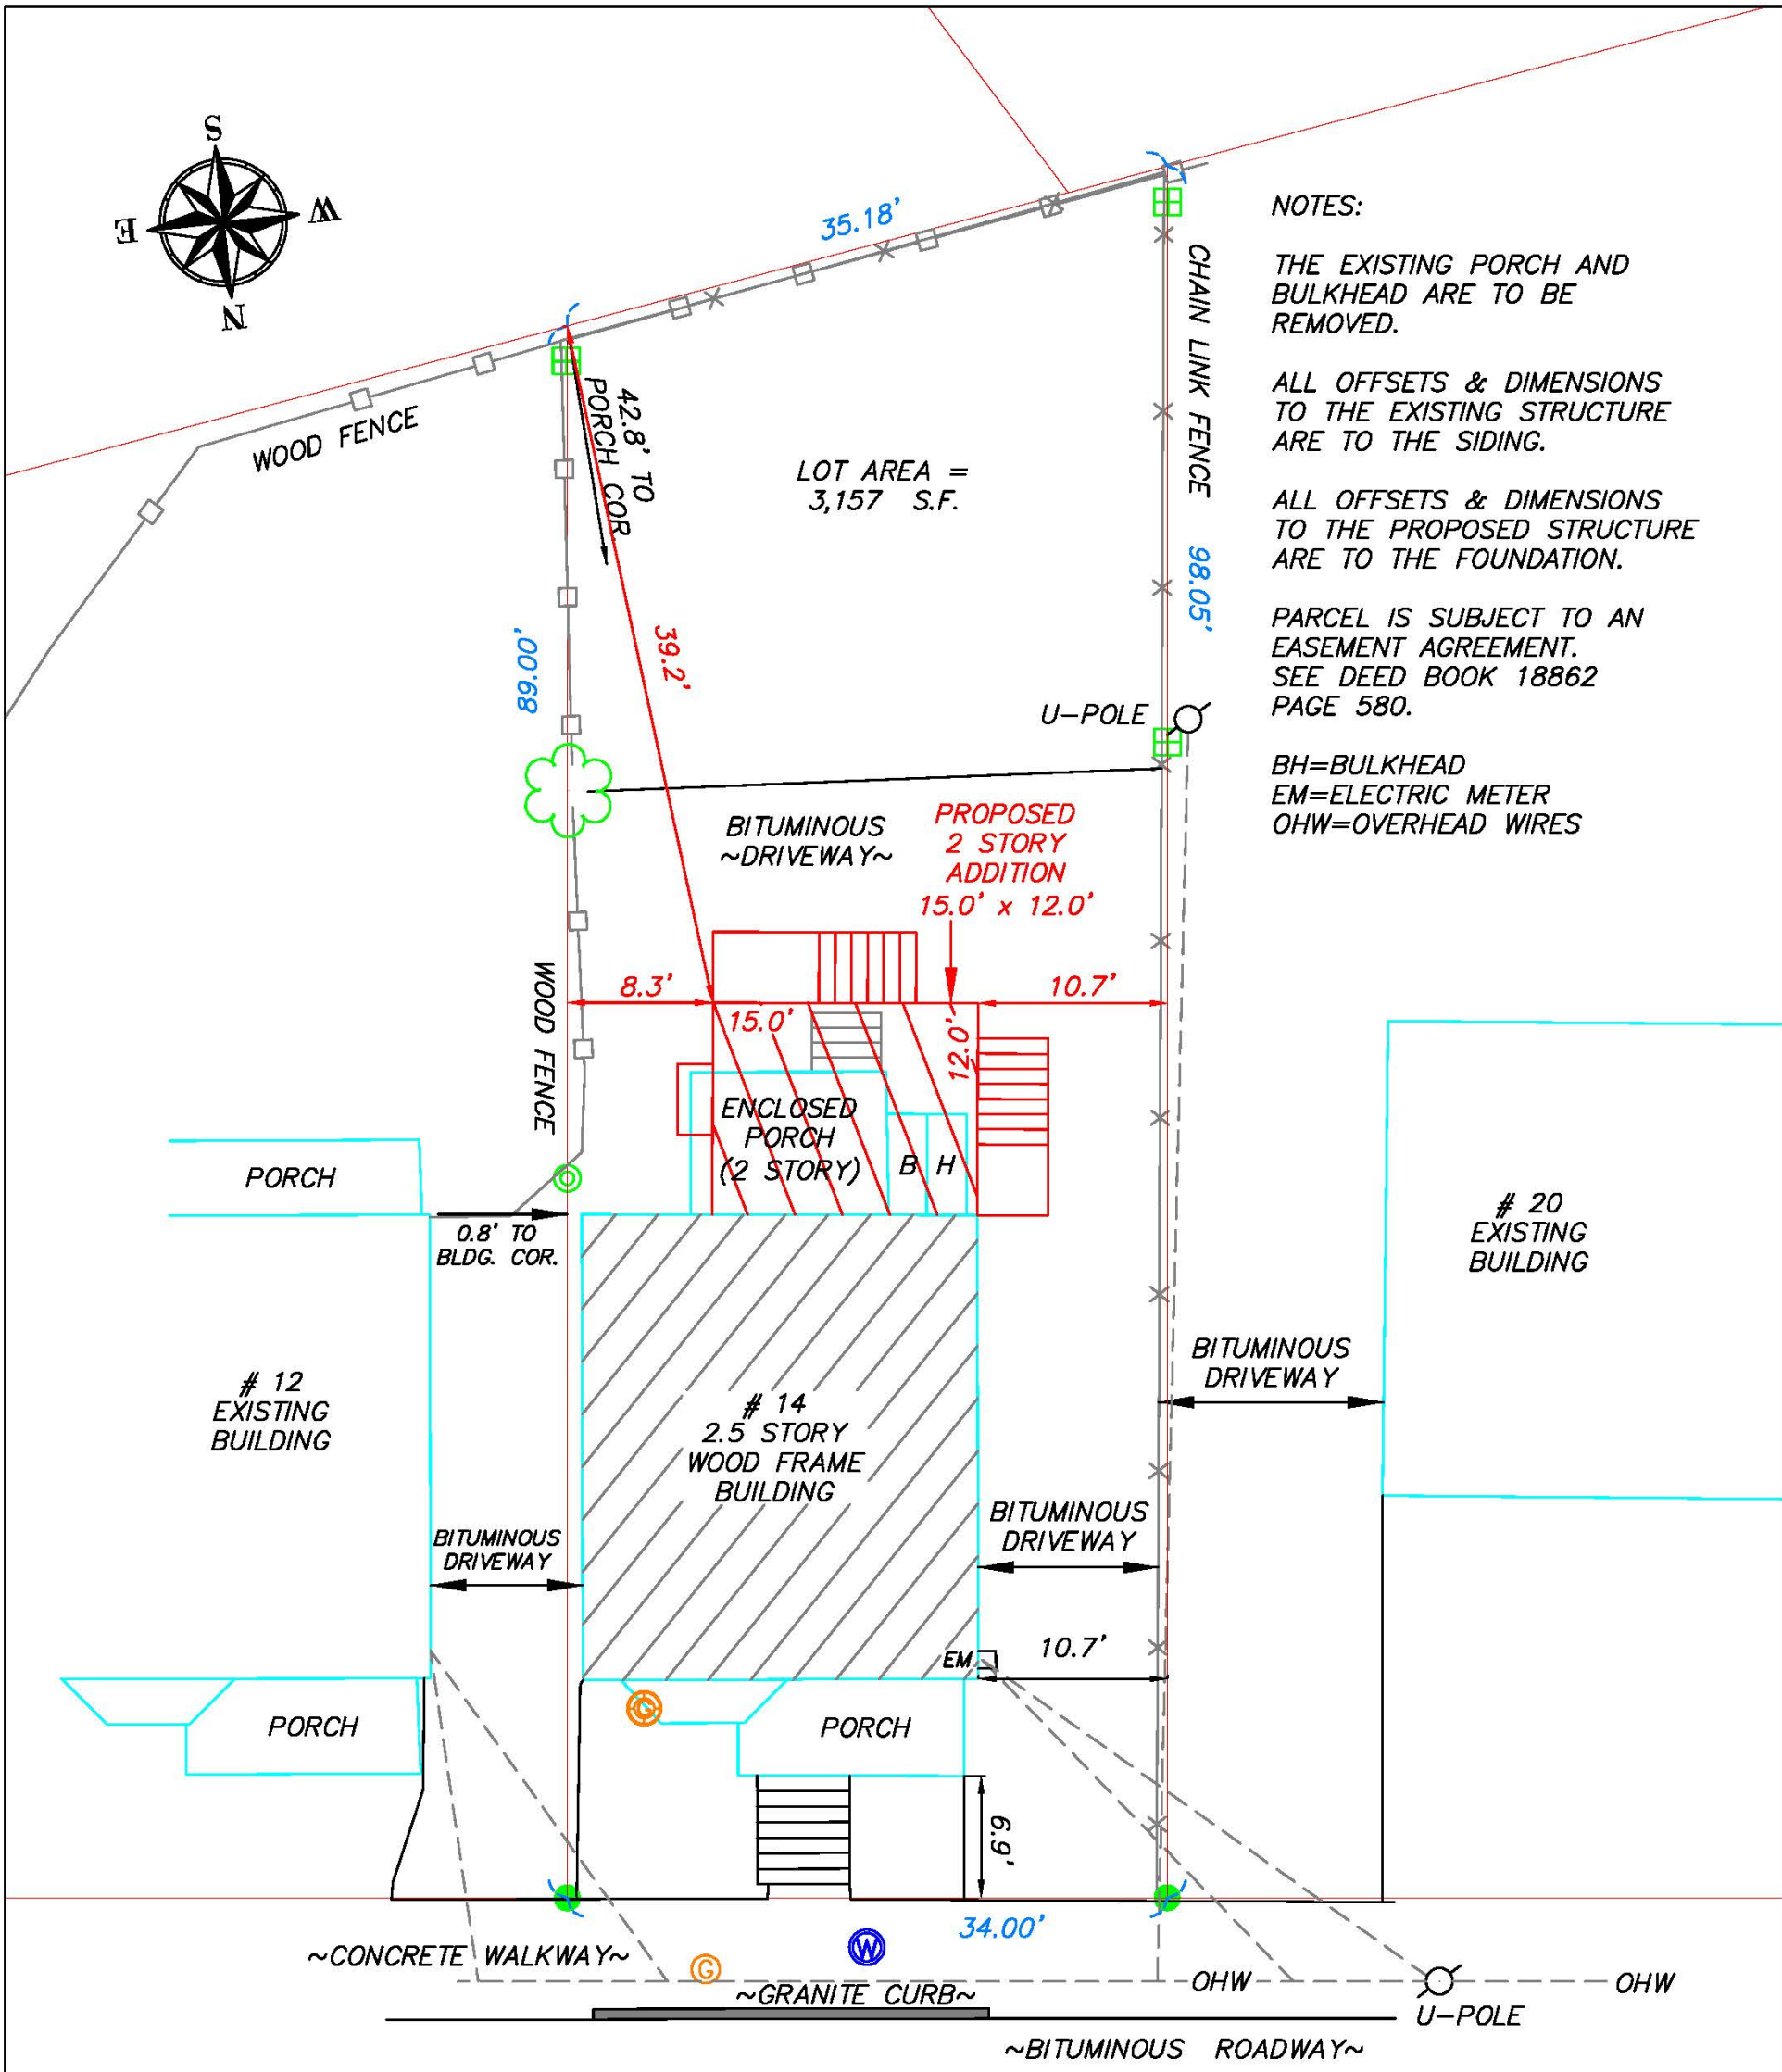 S
E
W
N
35.18'
NOTES:
THE EXISTING PORCH AND
BULKHEAD ARE TO BE
REMOVED.
ALL OFFSETS & DIMENSIONS
TO THE EXISTING STRUCTURE
ARE TO THE SIDING.
ALL OFFSETS & DIMENSIONS
TO THE PROPOSED STRUCTURE
ARE TO THE FOUNDATION.
PARCEL IS SUBJECT TO AN
EASEMENT AGREEMENT.
SEE DEED BOOK 18862
PAGE 580.
BH=BULKHEAD
EM=ELECTRIC METER
OHW=OVERHEAD WIRES
CHAIN LINK FENCE
98.05'
WOOD FENCE
42.8' TO
PORCH COR.
LOT AREA =
3,157 S.F.
39.2'
89.00'
U-POLE
BITUMINOUS
~DRIVEWAY~
PROPOSED
2 STORY
ADDITION
15.0' x 12.0'
WOOD FENCE
8.3'
10.7'
15.0'
12.0'
ENCLOSED
PORCH
(2 STORY)
B H
PORCH
0.8' TO
BLDG. COR.
# 20
EXISTING
BUILDING
# 12
EXISTING
BUILDING
# 14
2.5 STORY
WOOD FRAME
BUILDING
BITUMINOUS
DRIVEWAY
BITUMINOUS
DRIVEWAY
BITUMINOUS
DRIVEWAY
EM
10.7'
PORCH
G
PORCH
6.9'
34.00'
~CONCRETE WALKWAY~
G
W
~GRANITE CURB~
OHW
OHW
U-POLE
~BITUMINOUS ROADWAY~